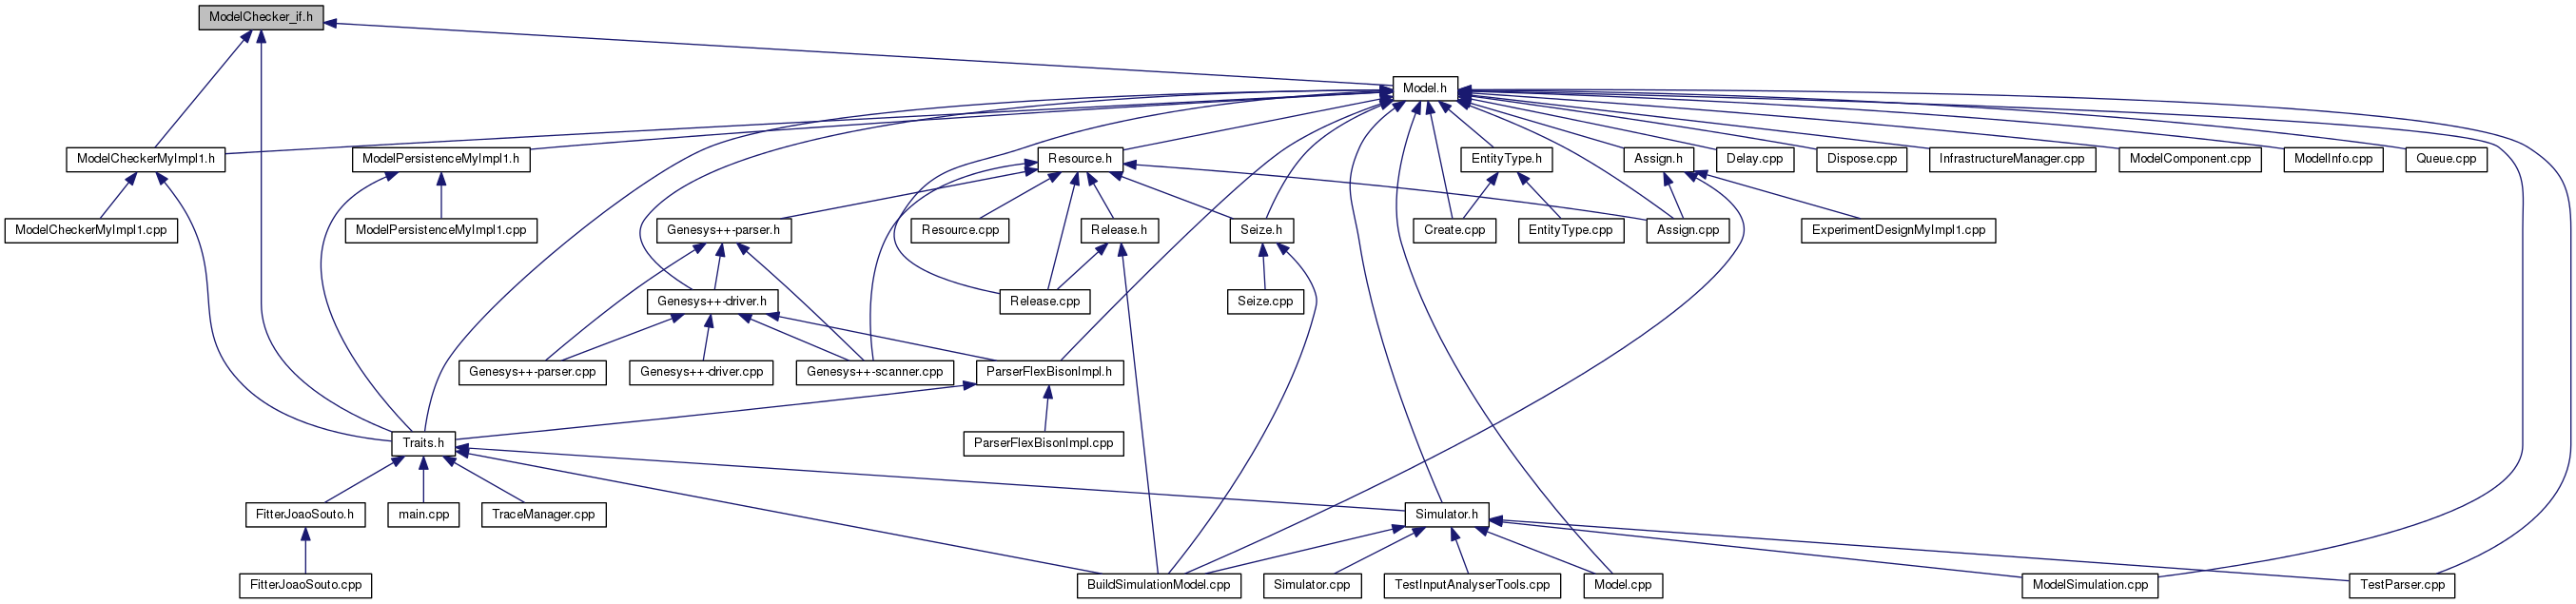 ModelChecker_if.h
Model.h
ModelCheckerMyImpl1.h
ModelPersistenceMyImpl1.h
Resource.h
EntityType.h
Assign.h
Delay.cpp
Dispose.cpp
InfrastructureManager.cpp
ModelComponent.cpp
ModelInfo.cpp
Queue.cpp
ModelCheckerMyImpl1.cpp
ModelPersistenceMyImpl1.cpp
Genesys++-parser.h
Resource.cpp
Release.h
Seize.h
Create.cpp
EntityType.cpp
Assign.cpp
ExperimentDesignMyImpl1.cpp
Genesys++-driver.h
Release.cpp
Seize.cpp
Genesys++-parser.cpp
Genesys++-driver.cpp
Genesys++-scanner.cpp
ParserFlexBisonImpl.h
Traits.h
ParserFlexBisonImpl.cpp
FitterJoaoSouto.h
main.cpp
TraceManager.cpp
Simulator.h
FitterJoaoSouto.cpp
BuildSimulationModel.cpp
Simulator.cpp
TestInputAnalyserTools.cpp
Model.cpp
ModelSimulation.cpp
TestParser.cpp